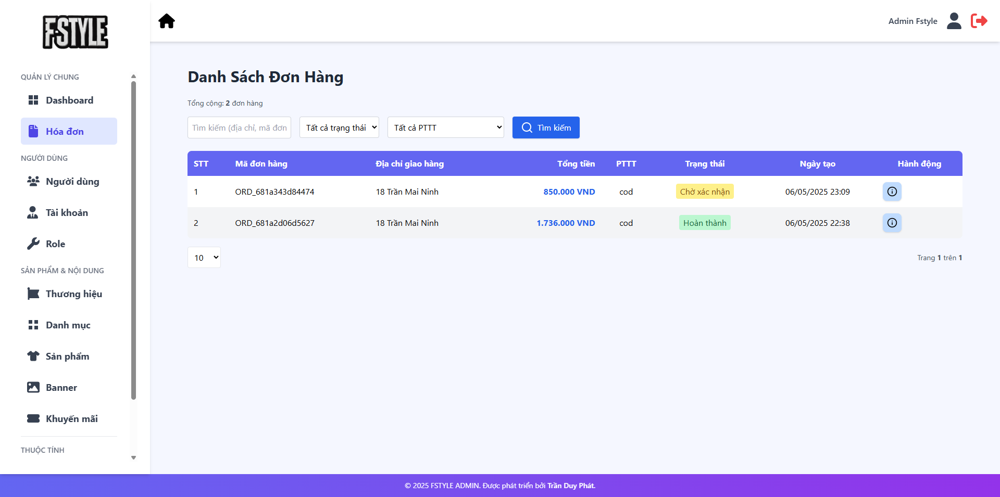 FSTYLE
Admin Fstyle
QUẢN LÝ CHUNG
Dashboard
Hóa đơn
NGƯỜI DÙNG
Người dùng
Tài khoản
Role
SẢN PHẨM & NỘI DUNG
Thương hiệu
Danh mục
Sản phẩm
Banner
Khuyến mãi
THUỘC TÍNH
Danh Sách Đơn Hàng
Tổng cộng: 2 đơn hàng
Tìm kiếm (địa chỉ, mã đơn Tất cả trạng thái Tất cả PTTT Tìm kiếm
STT Mã đơn hàng Địa chỉ giao hàng Tổng tiền PTTT Trạng thái Ngày tạo Hành động
1 ORD_681a343d84474 18 Trần Mai Ninh 850.000 VND cod Chờ xác nhận 06/05/2025 23:09
2 ORD_681a2d06d5627 18 Trần Mai Ninh 1.736.000 VND cod Hoàn thành 06/05/2025 22:38
10 Trang 1 trên 1
© 2025 FSTYLE ADMIN. Được phát triển bởi Trần Duy Phát.